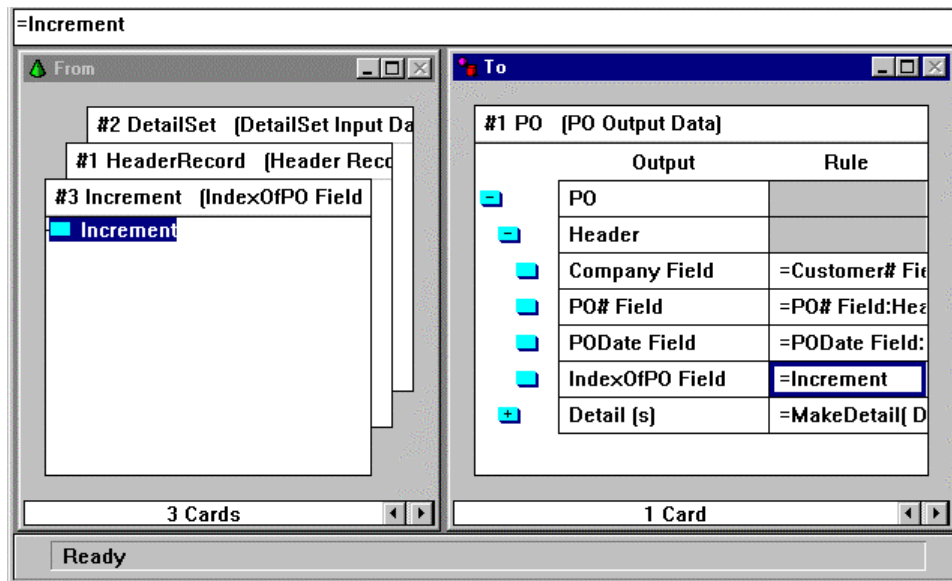 =Increment
From
#2 DetailSet (DetailSet Input Da
#1 HeaderRecord (Header Reco
#3 Increment (IndexOfPO Field
Increment
3 Cards
To
#1 PO (PO Output Data)
Output Rule
PO
Header
Company Field =Customer# Fie
PO# Field =PO# Field:Hea
PODate Field =PODate Field:
IndexOfPO Field =Increment
Detail (s) =MakeDetail( D
1 Card
Ready